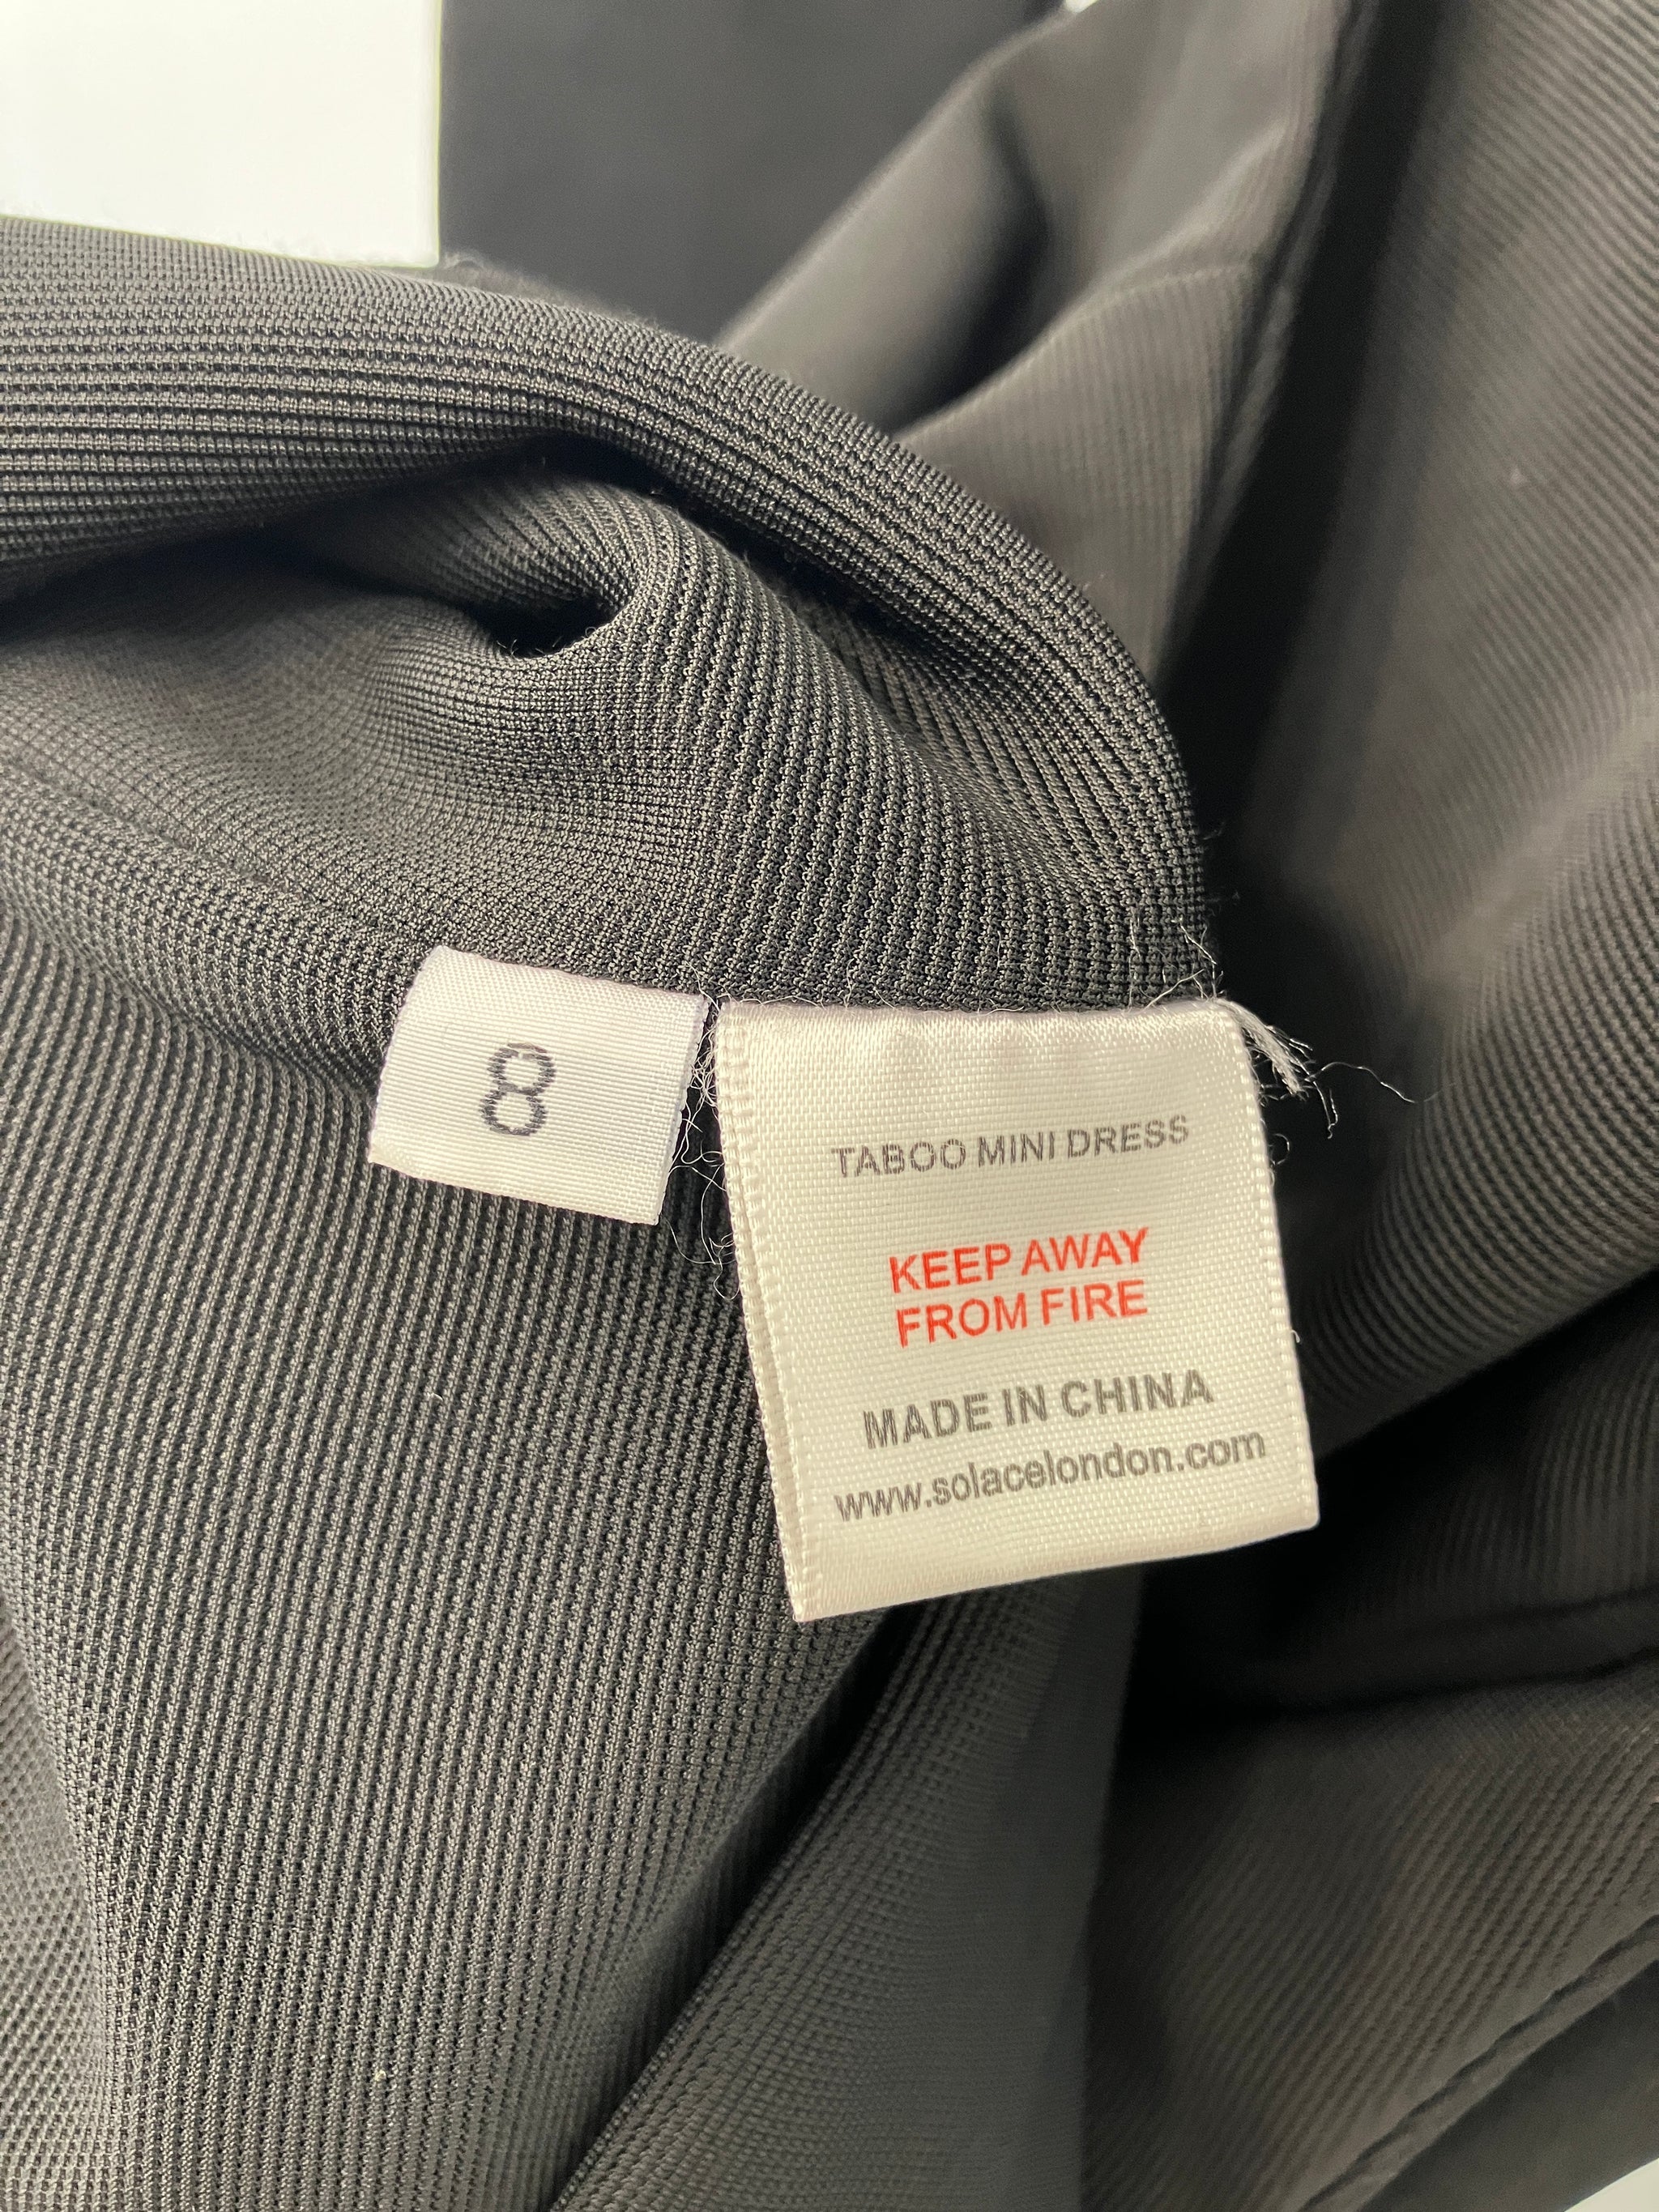 8
TABOO MINI DRESS
KEEP AWAY
FROM FIRE
MADE IN CHINA
www.solacelondon.com